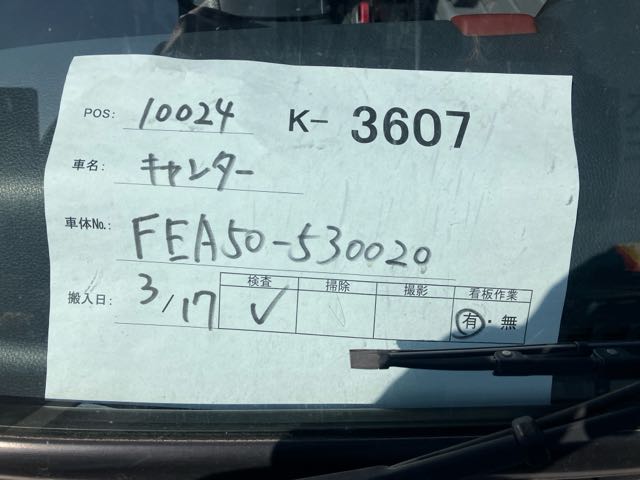 POS: 10024 K- 3607
車名: キャンター
車体No.: FEA50-530020
搬入日: 3/17
検査 掃除 撮影 看板作業
✓ 有・無